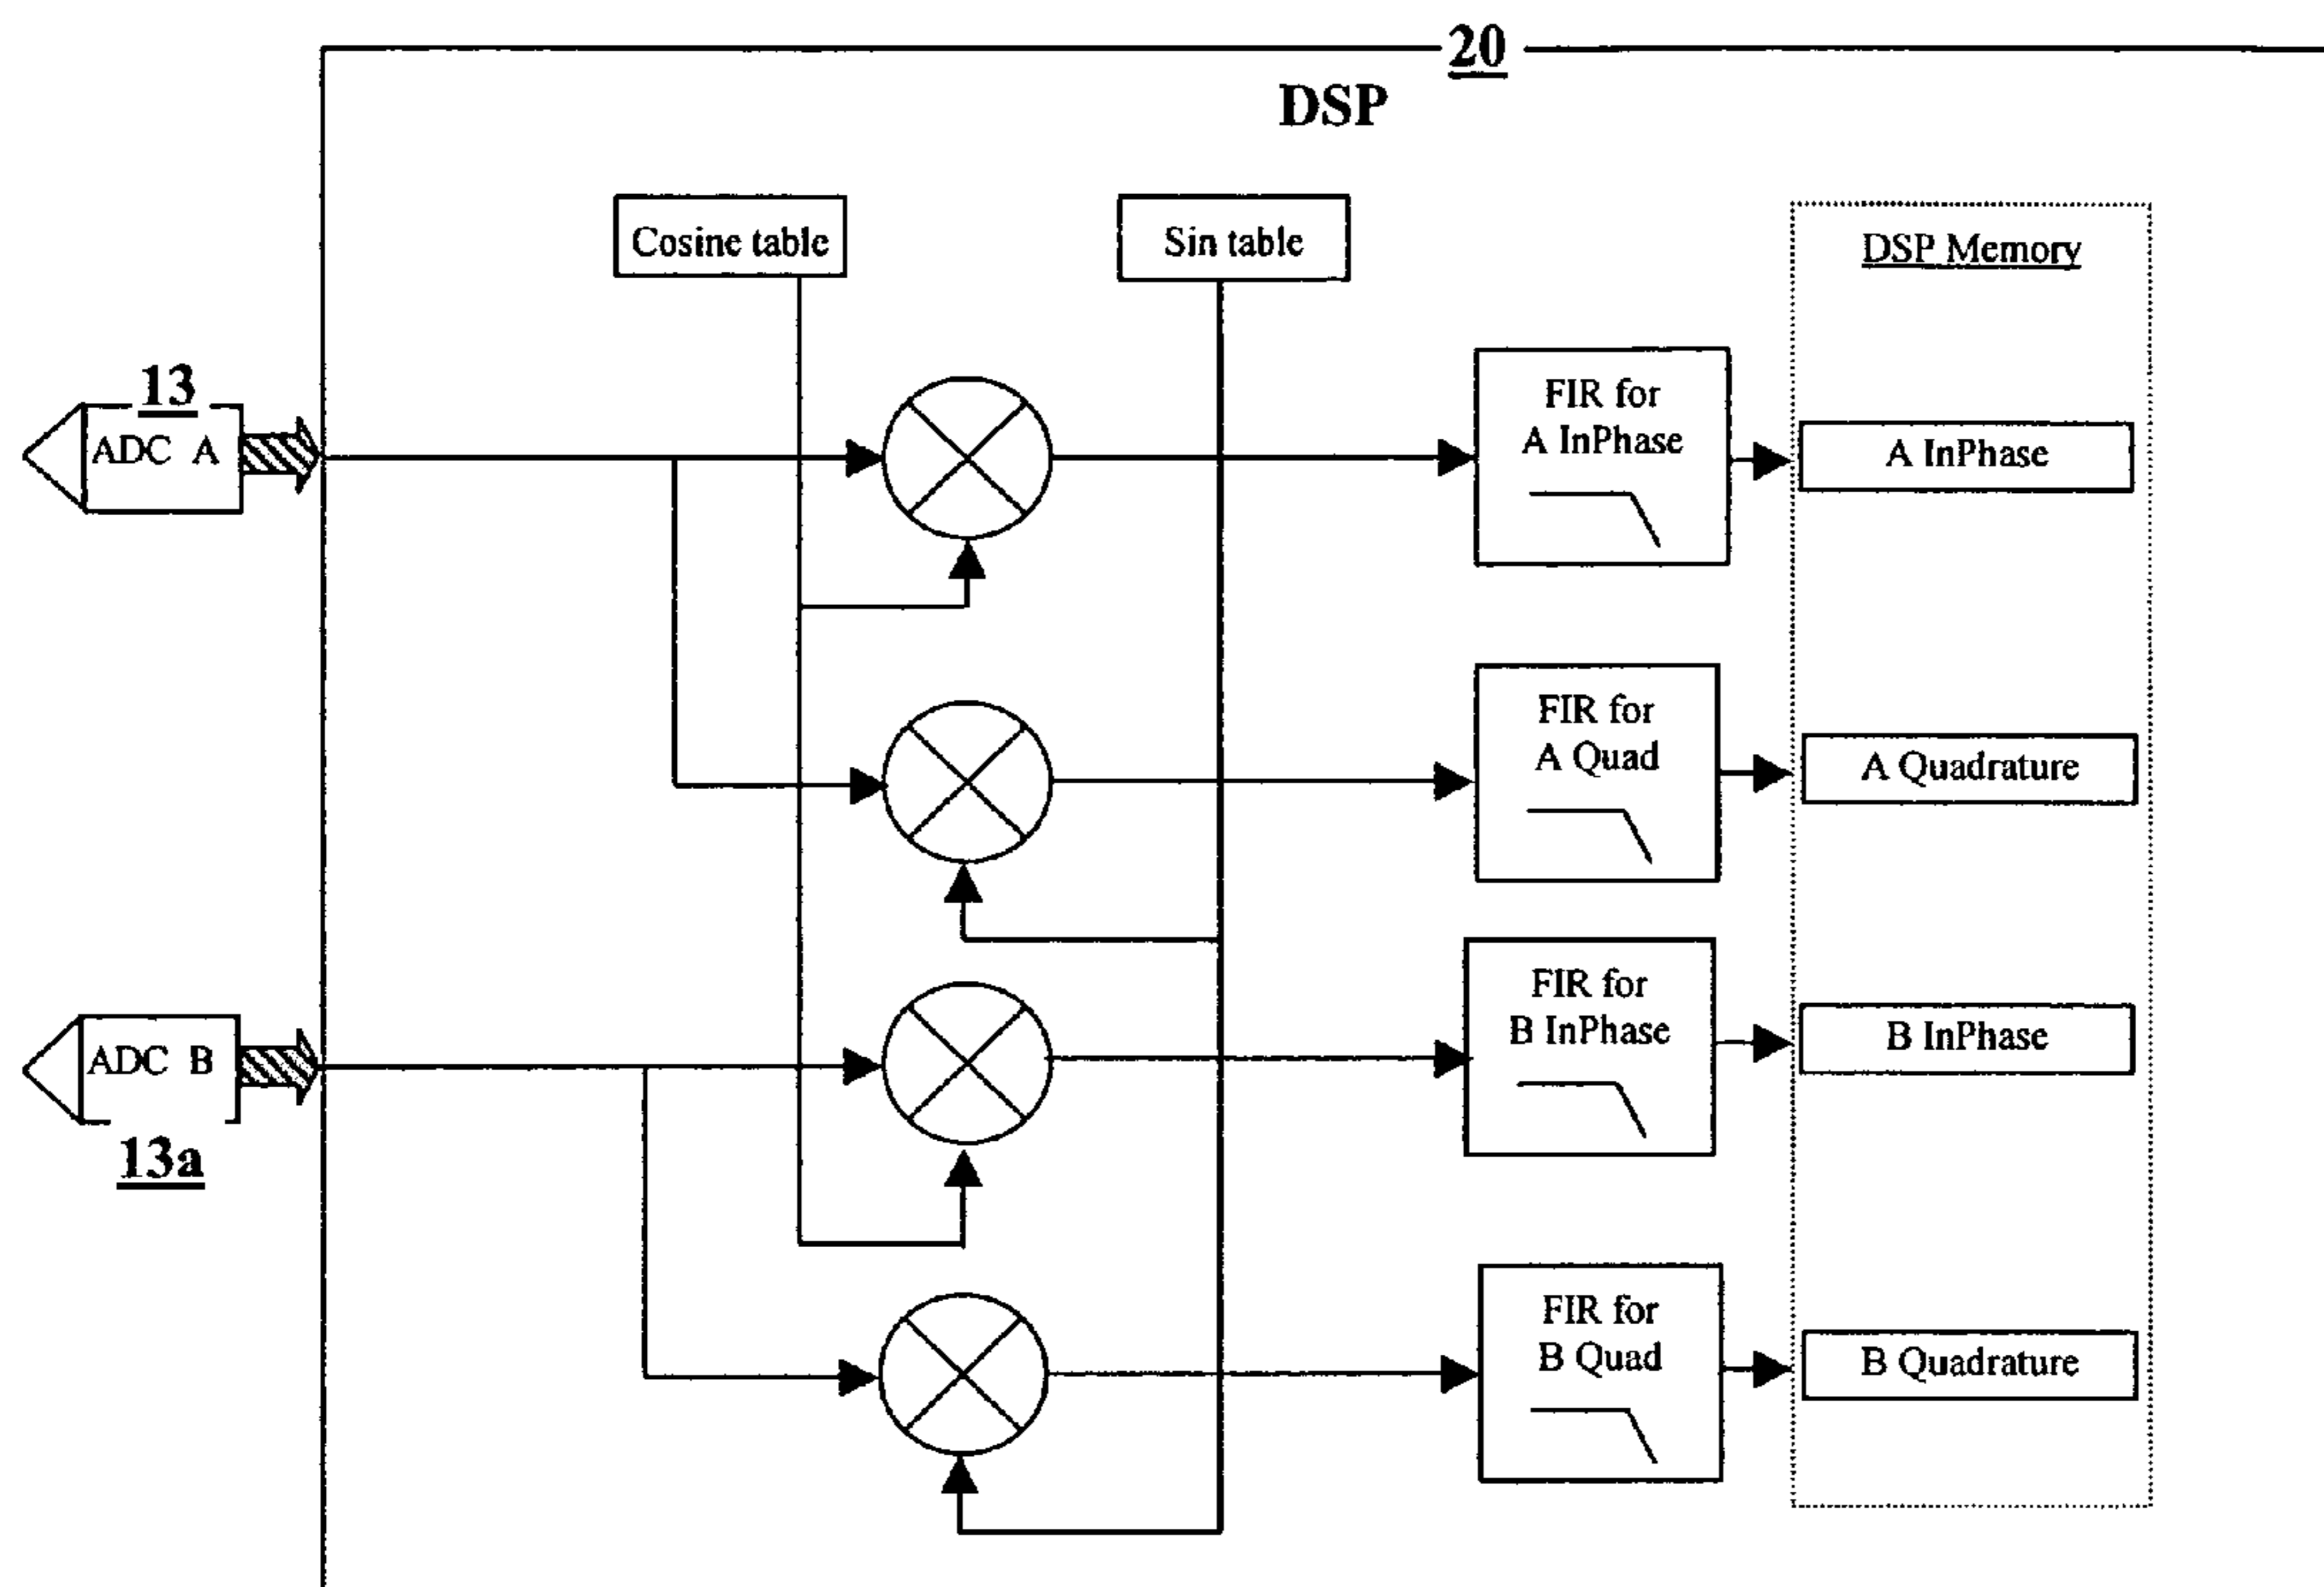 20
DSP
Cosine table
Sin table
DSP Memory
13
ADC A
FIR for
A InPhase
A InPhase
FIR for
A Quad
A Quadrature
ADC B
13a
FIR for
B InPhase
B InPhase
FIR for
B Quad
B Quadrature